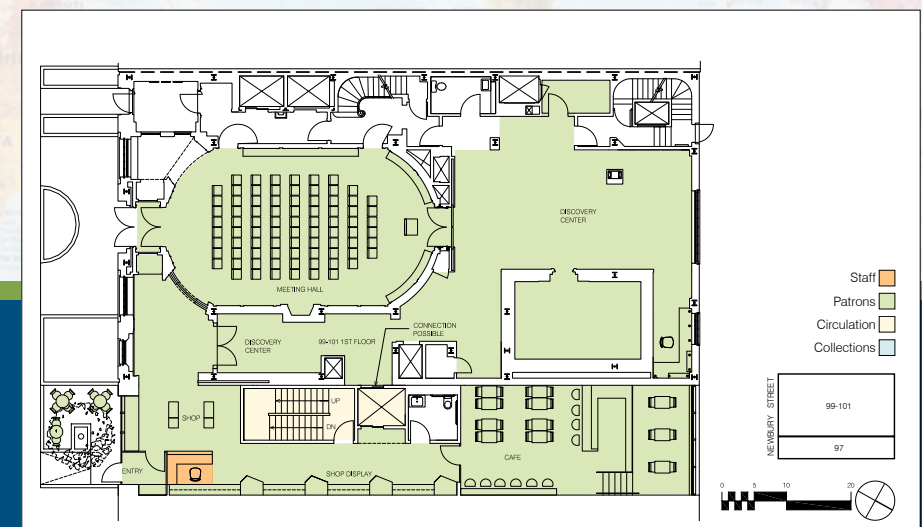 DISCOVERY
CENTER
MEETING HALL
CONNECTION
POSSIBLE
DISCOVERY
CENTER
99-101 1ST FLOOR
UP
DN
SHOP
CAFE
ENTRY
SHOP DISPLAY
Staff
Patrons
Circulation
Collections
NEWBURY STREET
99-101
97
0 5 10 20